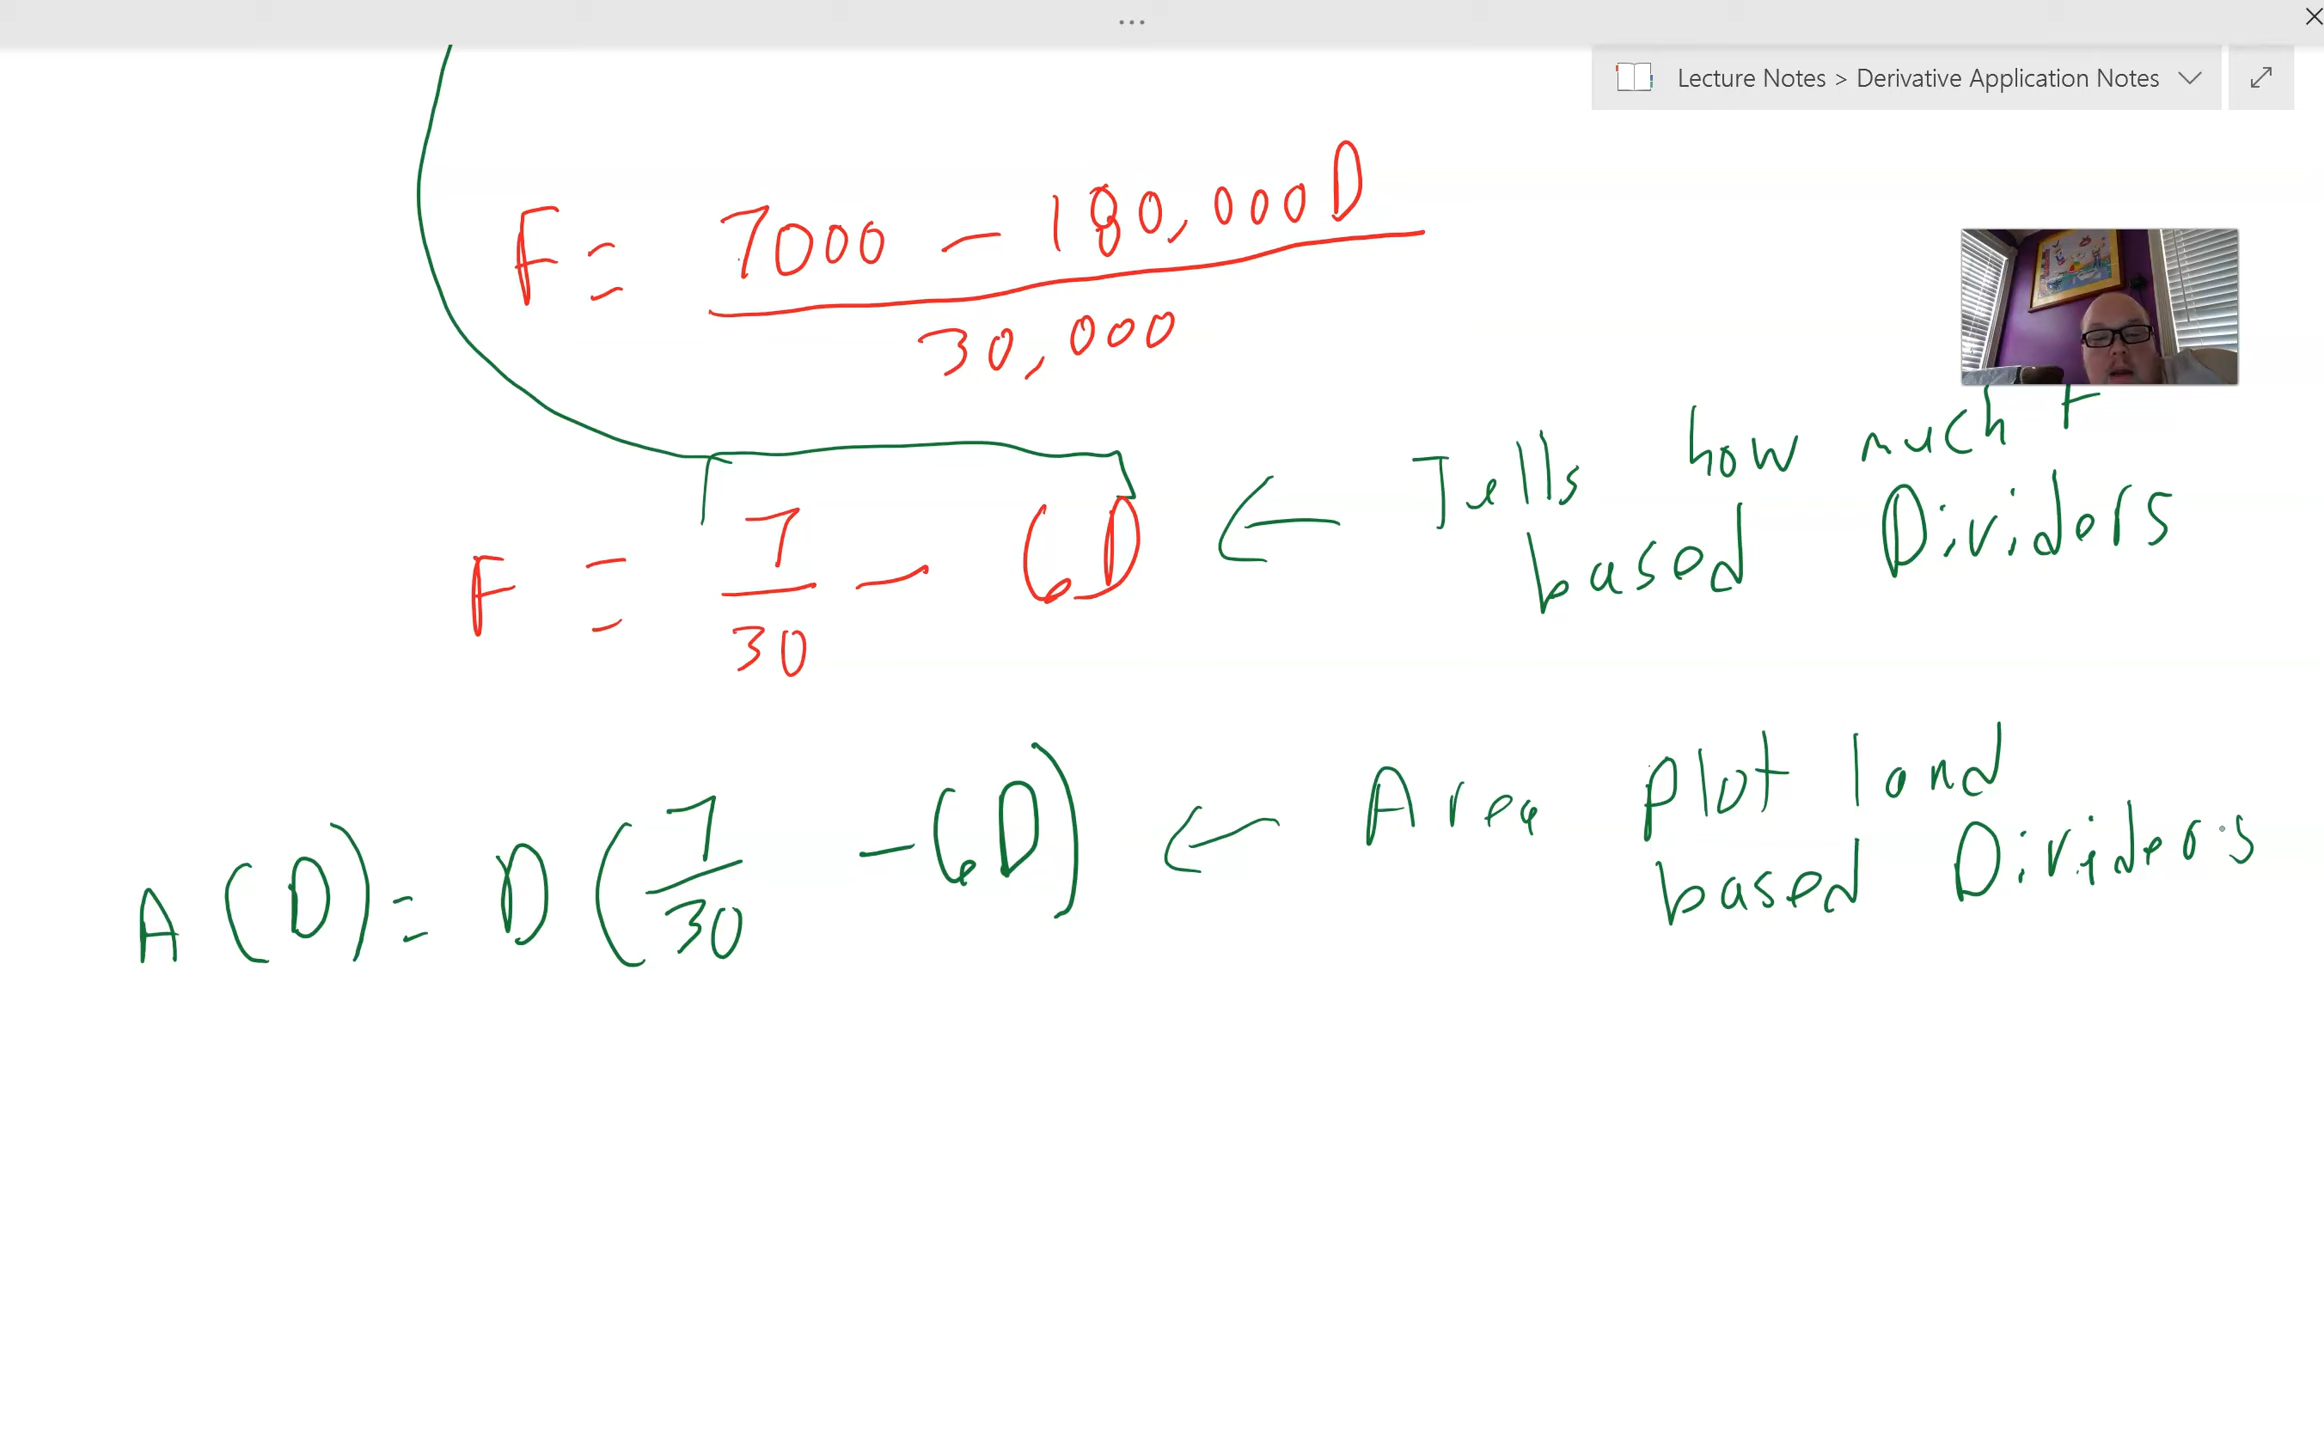 ...
Lecture Notes > Derivative Application Notes
F = 7000 - 180,000D
30,000
F = 7/30 - 6D ← Tells how much F
based Dividers
A(D) = D(7/30 - 6D) ← Area plot land
based Dividers